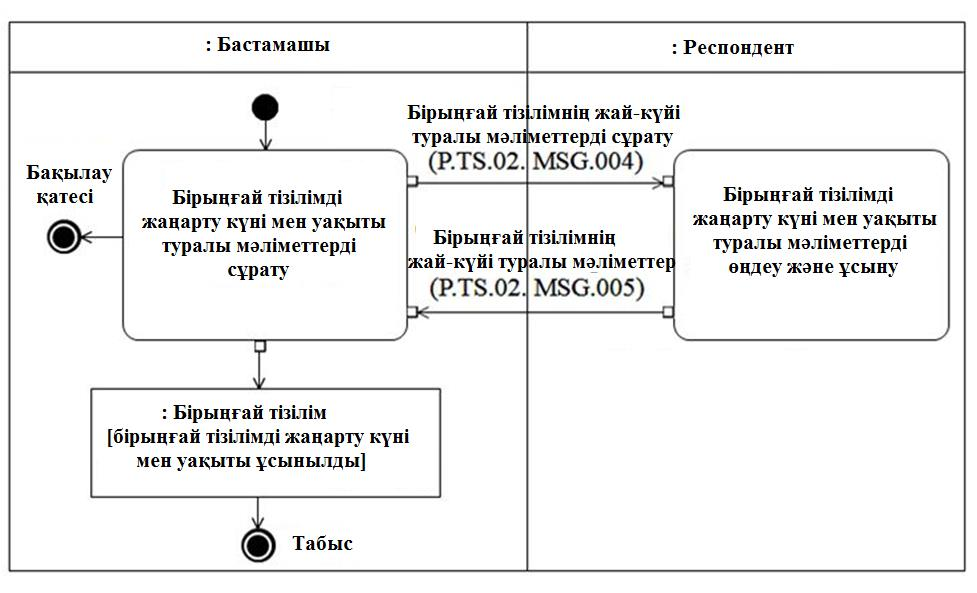 : Бастамашы
: Респондент
Бірыңғай тізілімнің жай-күйі
туралы мәліметтерді сұрату
(P.TS.02. MSG.004)
Бақылау
қатесі
Бірыңғай тізілімді
жаңарту күні мен уақыты
туралы мәліметтерді
сұрату
Бірыңғай тізілімді
жаңарту күні мен уақыты
туралы мәліметтерді
өңдеу және ұсыну
Бірыңғай тізілімнің
жай-күйі туралы мәліметтер
(P.TS.02. MSG.005)
: Бірыңғай тізілім
[бірыңғай тізілімді жаңарту күні
мен уақыты ұсынылды]
Табыс